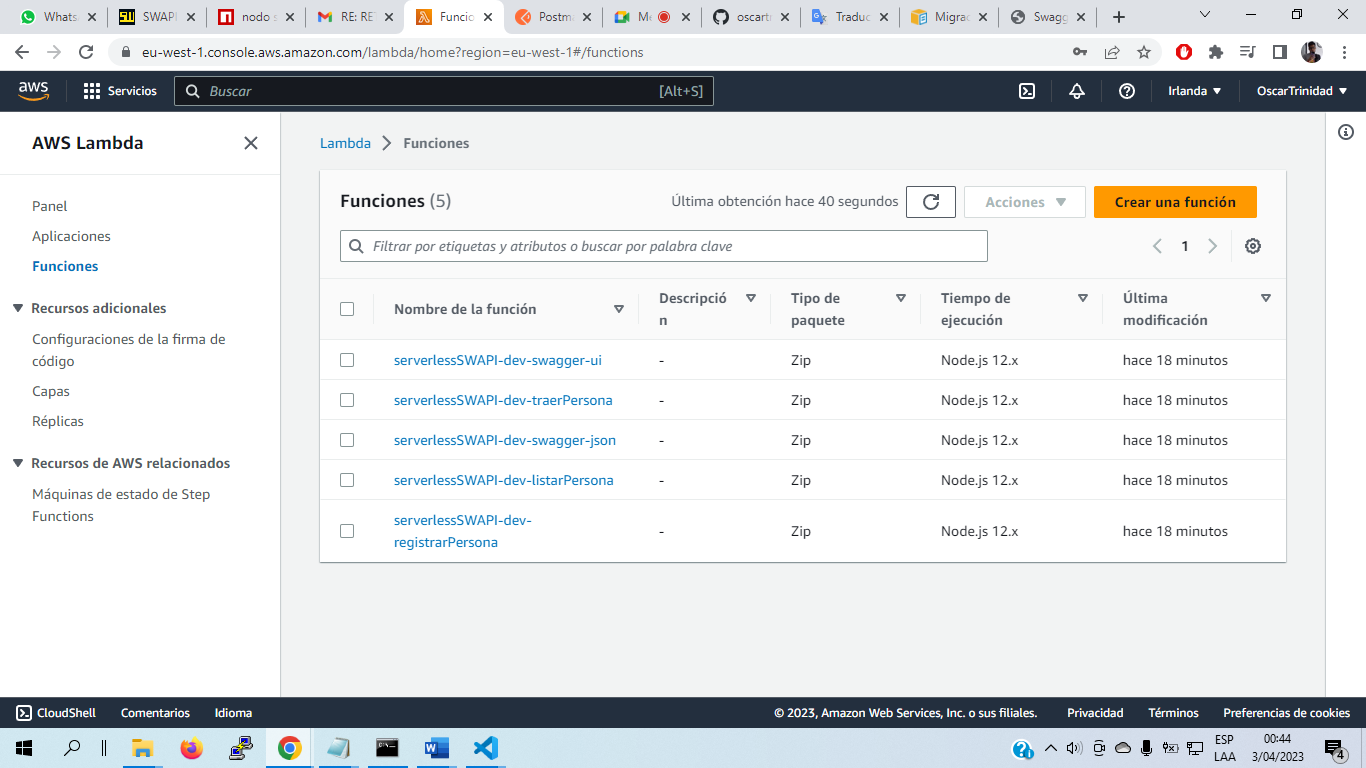 Whats
SWAPI
nodo s
RE: RE
Funcio
Postm
Me
oscart
Traduc
Migrac
Swagg
eu-west-1.console.aws.amazon.com/lambda/home?region=eu-west-1#/functions
aws
Servicios
Buscar
[Alt+S]
Irlanda
OscarTrinidad
AWS Lambda
Panel
Aplicaciones
Funciones
Recursos adicionales
Configuraciones de la firma de
código
Capas
Réplicas
Recursos de AWS relacionados
Máquinas de estado de Step
Functions
Lambda
Funciones
Funciones (5)
Última obtención hace 40 segundos
Acciones
Crear una función
Filtrar por etiquetas y atributos o buscar por palabra clave
1
Nombre de la función
Descripció
n
Tipo de
paquete
Tiempo de
ejecución
Última
modificación
serverlessSWAPI-dev-swagger-ui - Zip Node.js 12.x hace 18 minutos
serverlessSWAPI-dev-traerPersona - Zip Node.js 12.x hace 18 minutos
serverlessSWAPI-dev-swagger-json - Zip Node.js 12.x hace 18 minutos
serverlessSWAPI-dev-listarPersona - Zip Node.js 12.x hace 18 minutos
serverlessSWAPI-dev-
registrarPersona
- Zip Node.js 12.x hace 18 minutos
CloudShell
Comentarios
Idioma
© 2023, Amazon Web Services, Inc. o sus filiales.
Privacidad
Términos
Preferencias de cookies
ESP
LAA
00:44
3/04/2023
4